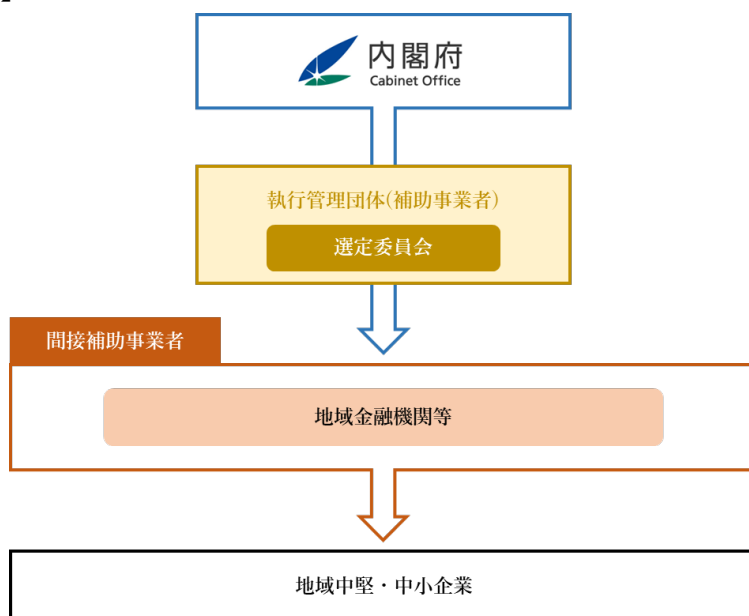 内閣府
Cabinet Office
執行管理団体(補助事業者)
選定委員会
間接補助事業者
地域金融機関等
地域中堅・中小企業